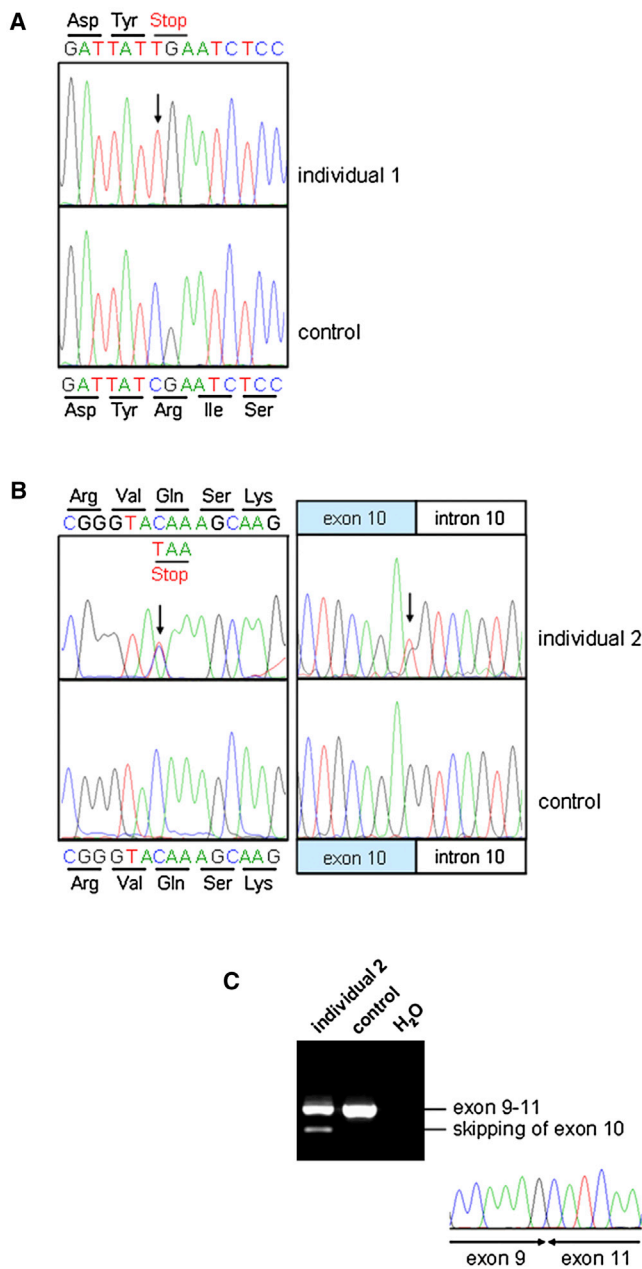 A
Asp Tyr Stop
GATTATTGAATCTCC
individual 1
control
GATTATCGAATCTCC
Asp Tyr Arg Ile Ser
B
Arg Val Gln Ser Lys
CGGGTACAAAGCAAG
TAA
Stop
exon 10 intron 10
individual 2
control
CGGGTACAAAGCAAG
Arg Val Gln Ser Lys
exon 10 intron 10
C
individual 2
control
H2O
exon 9-11
skipping of exon 10
exon 9 exon 11